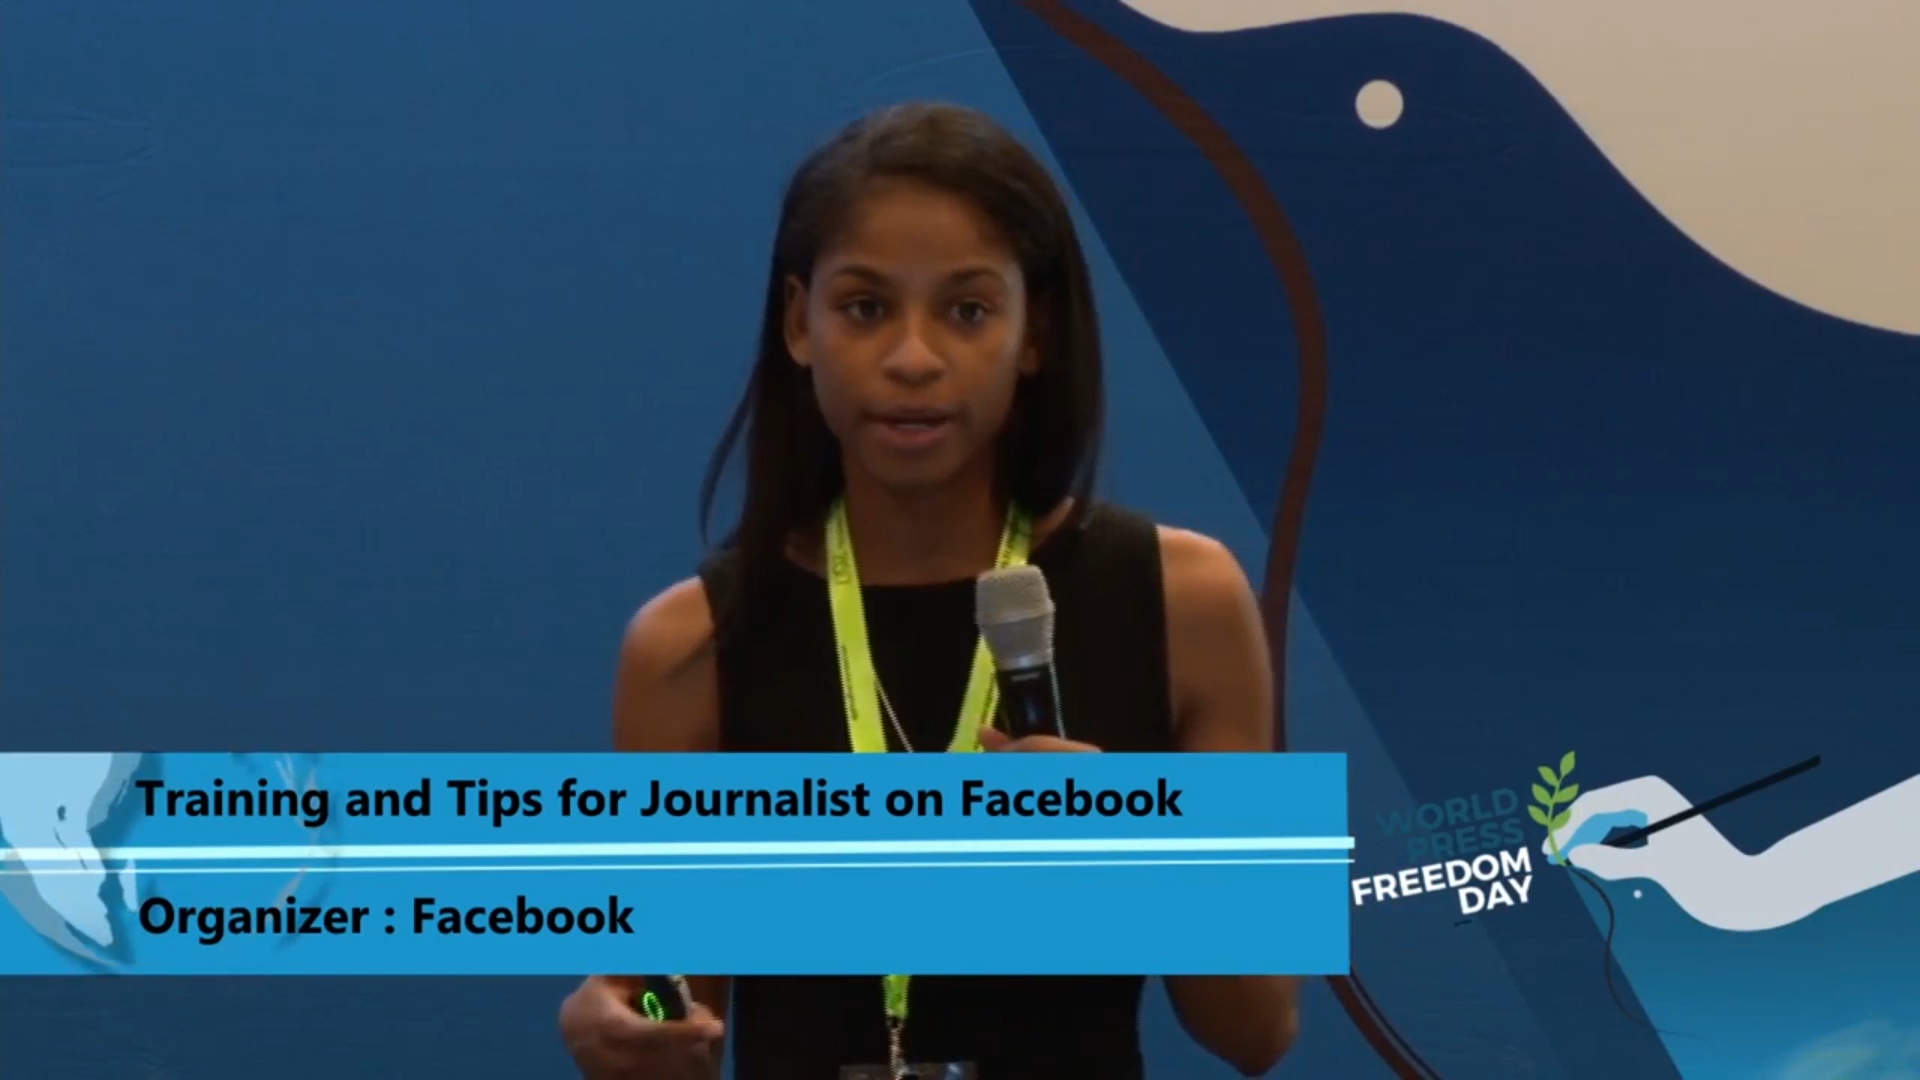 Training and Tips for Journalist on Facebook
Organizer : Facebook
WORLD
PRESS
FREEDOM
DAY